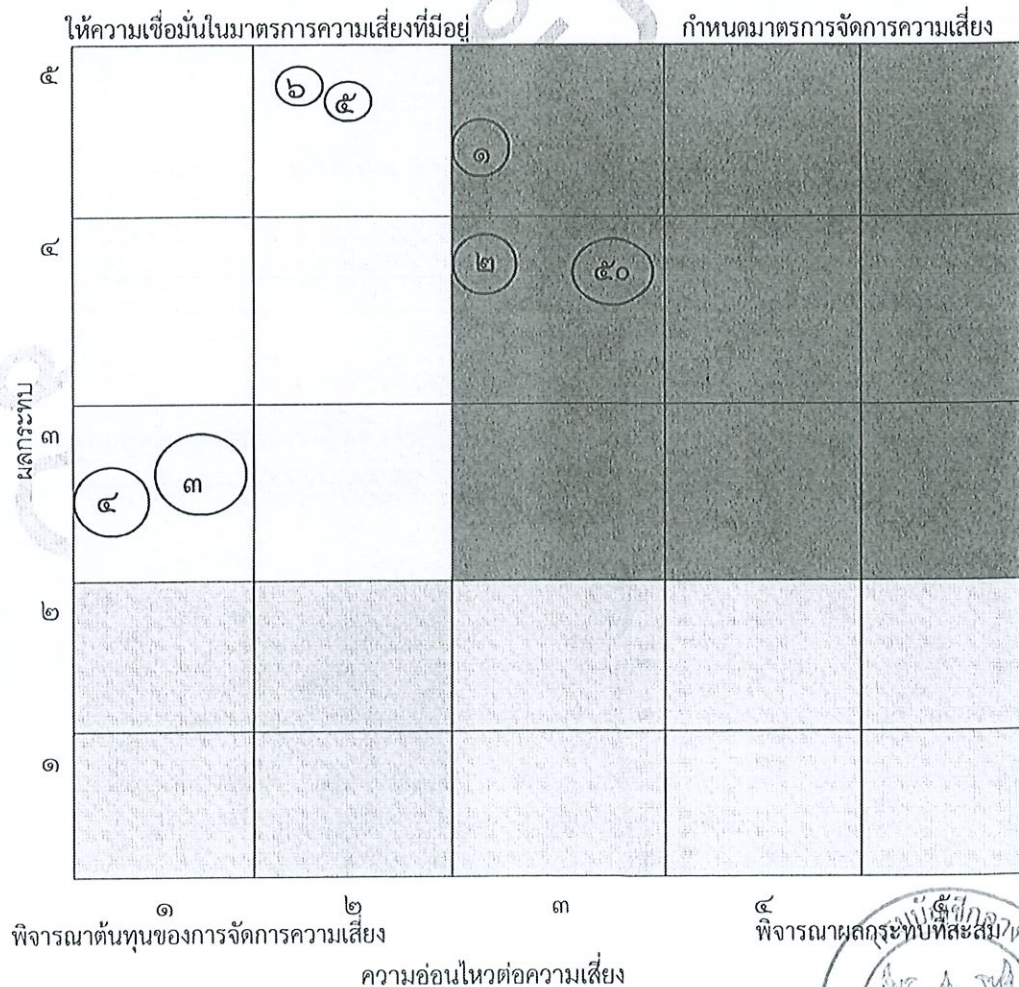 ให้ความเชื่อมั่นในมาตรการความเสี่ยงที่มีอยู่ กำหนดมาตรการจัดการความเสี่ยง
๕ ๖ ๕
๑
๔ ๒ ๕๐
ผลกระทบ
๓ ๔ ๓
๒
๑
๑ ๒ ๓ ๔ ๕
พิจารณาต้นทุนของการจัดการความเสี่ยง พิจารณาผลกระทบที่สะสม
ความอ่อนไหวต่อความเสี่ยง